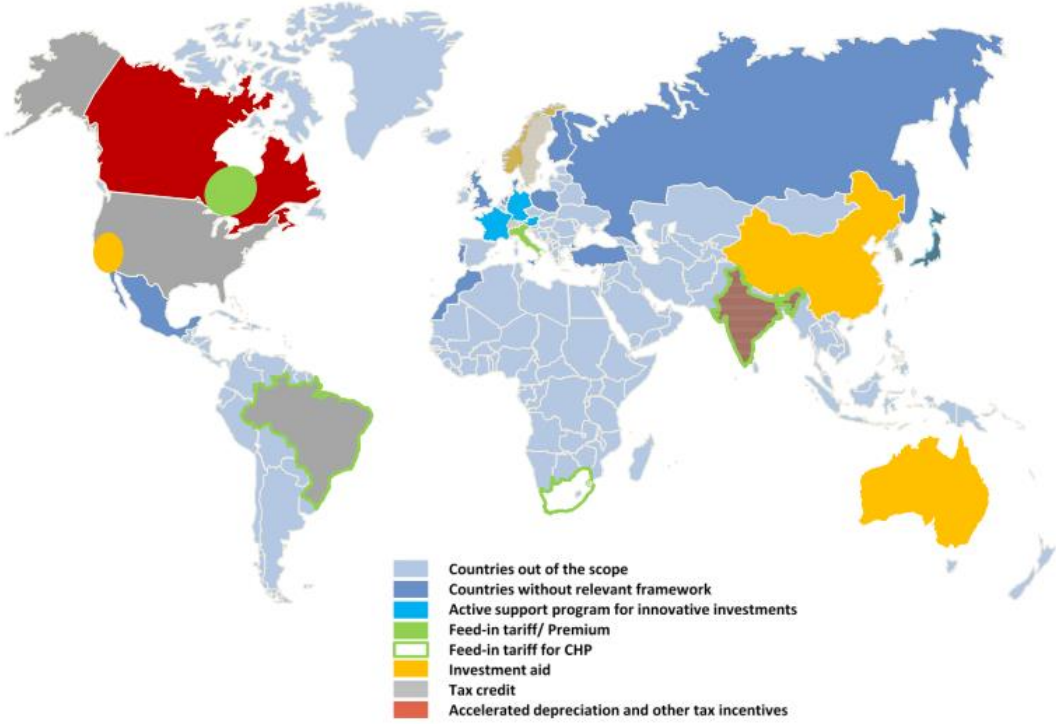 Countries out of the scope
Countries without relevant framework
Active support program for innovative investments
Feed-in tariff/ Premium
Feed-in tariff for CHP
Investment aid
Tax credit
Accelerated depreciation and other tax incentives